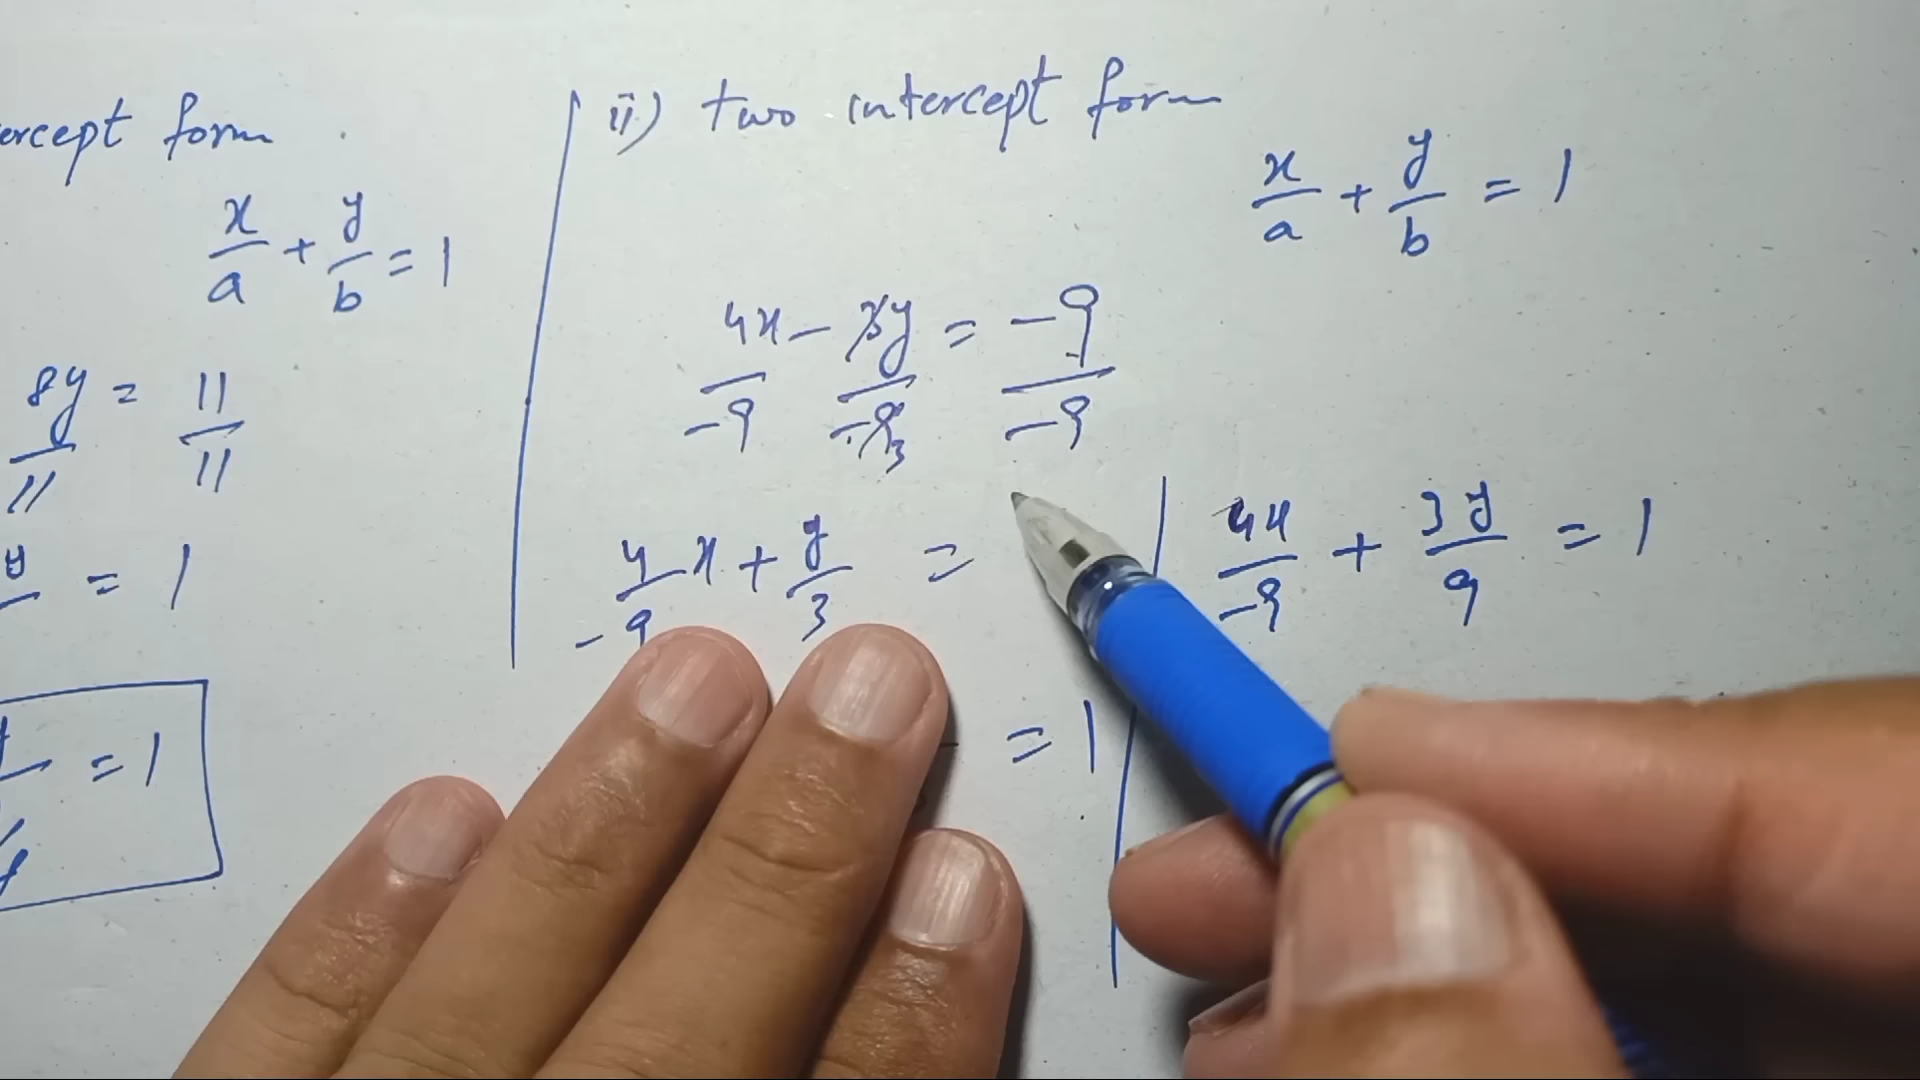 form
x/a + y/b = 1
8y/11 = 11/11
y = 1
= 1
ii) two intercept form
x/a + y/b = 1
4x/-9 - 3y/-9 3 = -9/-9
4/-9 x + y/3 =
= 1
4x/-9 + 3y/9 = 1